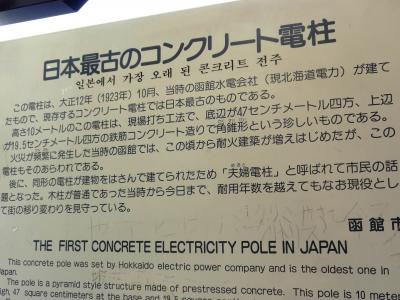 日本最古のコンクリート電柱
일본에서 가장 오래 된 콘크리트 전주
この電柱は、大正12年（1923年）10月、当時の函館水電会社（現北海道電力）が建て
たもので、現存するコンクリート電柱では日本最古のものである。
高さ10メートルのこの電柱は、現場打ち工法で、底辺が47センチメートル四方、上辺
が19.5センチメートル四方の鉄筋コンクリート造りで角錐形という珍しいものである。
火災が頻繁に発生した当時の函館では、この頃から耐火建築が増えはじめたが、この
電柱もそのあらわれである。
後に、同形の電柱が建物をはさんで建てられたため「夫婦電柱」と呼ばれて市民の話
題となった。木柱が普通であった当時から今日まで、耐用年数を越えてもなお現役とし
て街の移り変わりを見守っている。
函館市
THE FIRST CONCRETE ELECTRICITY POLE IN JAPAN
This concrete pole was set by Hokkaido electric power company and is the oldest one in
Japan.
The pole is a pyramid style structure made of prestressed concrete. This pole is 10 meter
high, 47 square centimeters at the base and 19.5 square